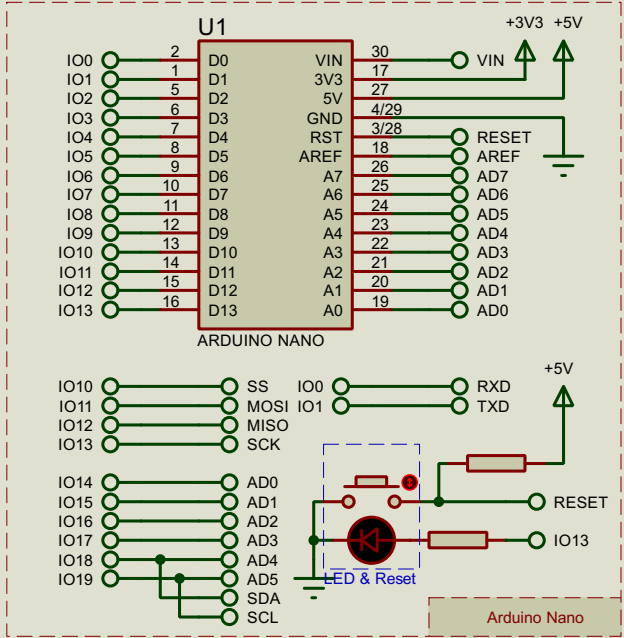 U1
+3V3 +5V
IO0 2 D0 VIN 30 VIN
IO1 1 D1 3V3 17
IO2 5 D2 5V 27
IO3 6 D3 GND 4/29
IO4 7 D4 RST 3/28 RESET
IO5 8 D5 AREF 18 AREF
IO6 9 D6 A7 26 AD7
IO7 10 D7 A6 25 AD6
IO8 11 D8 A5 24 AD5
IO9 12 D9 A4 23 AD4
IO10 13 D10 A3 22 AD3
IO11 14 D11 A2 21 AD2
IO12 15 D12 A1 20 AD1
IO13 16 D13 A0 19 AD0
ARDUINO NANO
+5V
IO10 SS IO0 RXD
IO11 MOSI IO1 TXD
IO12 MISO
IO13 SCK
IO14 AD0
IO15 AD1 RESET
IO16 AD2
IO17 AD3 IO13
IO18 AD4
IO19 AD5 LED & Reset
SDA
SCL Arduino Nano